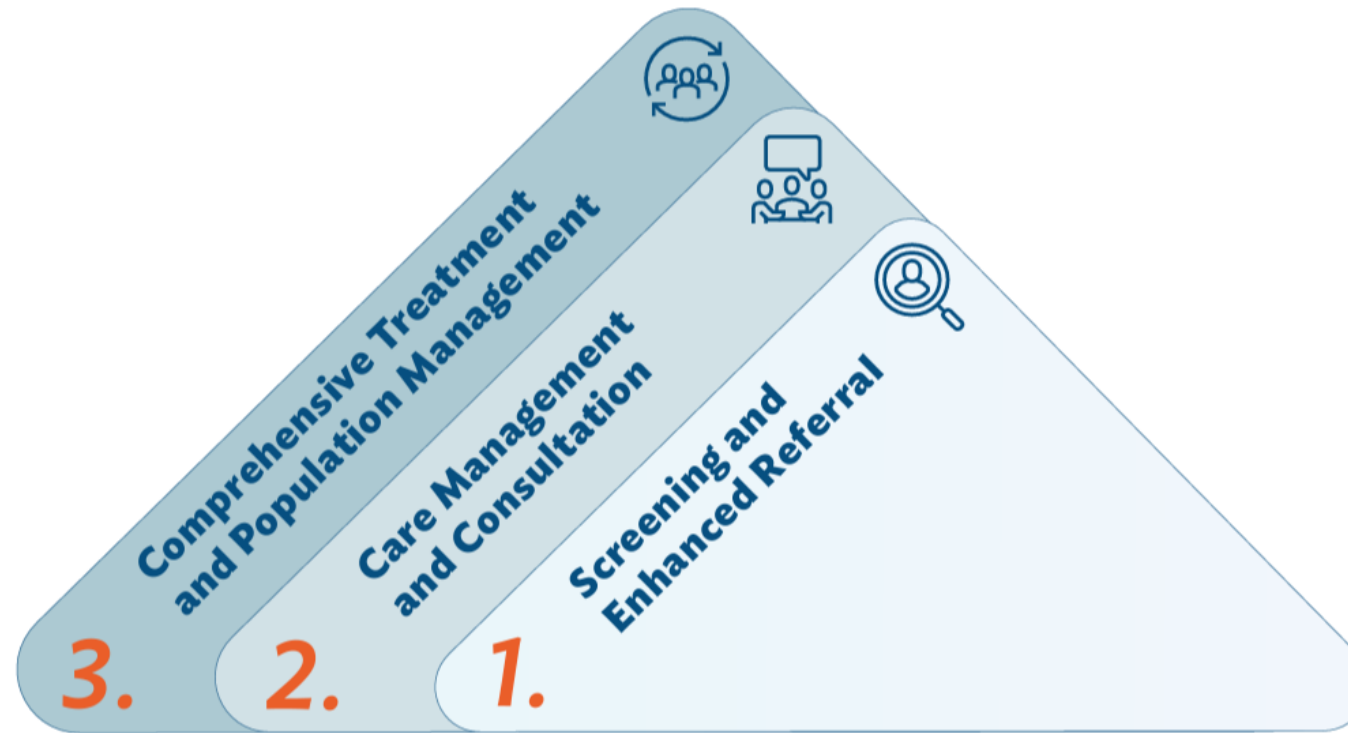 Comprehensive Treatment
and Population Management
3.
Care Management
and Consultation
2.
Screening and
Enhanced Referral
1.